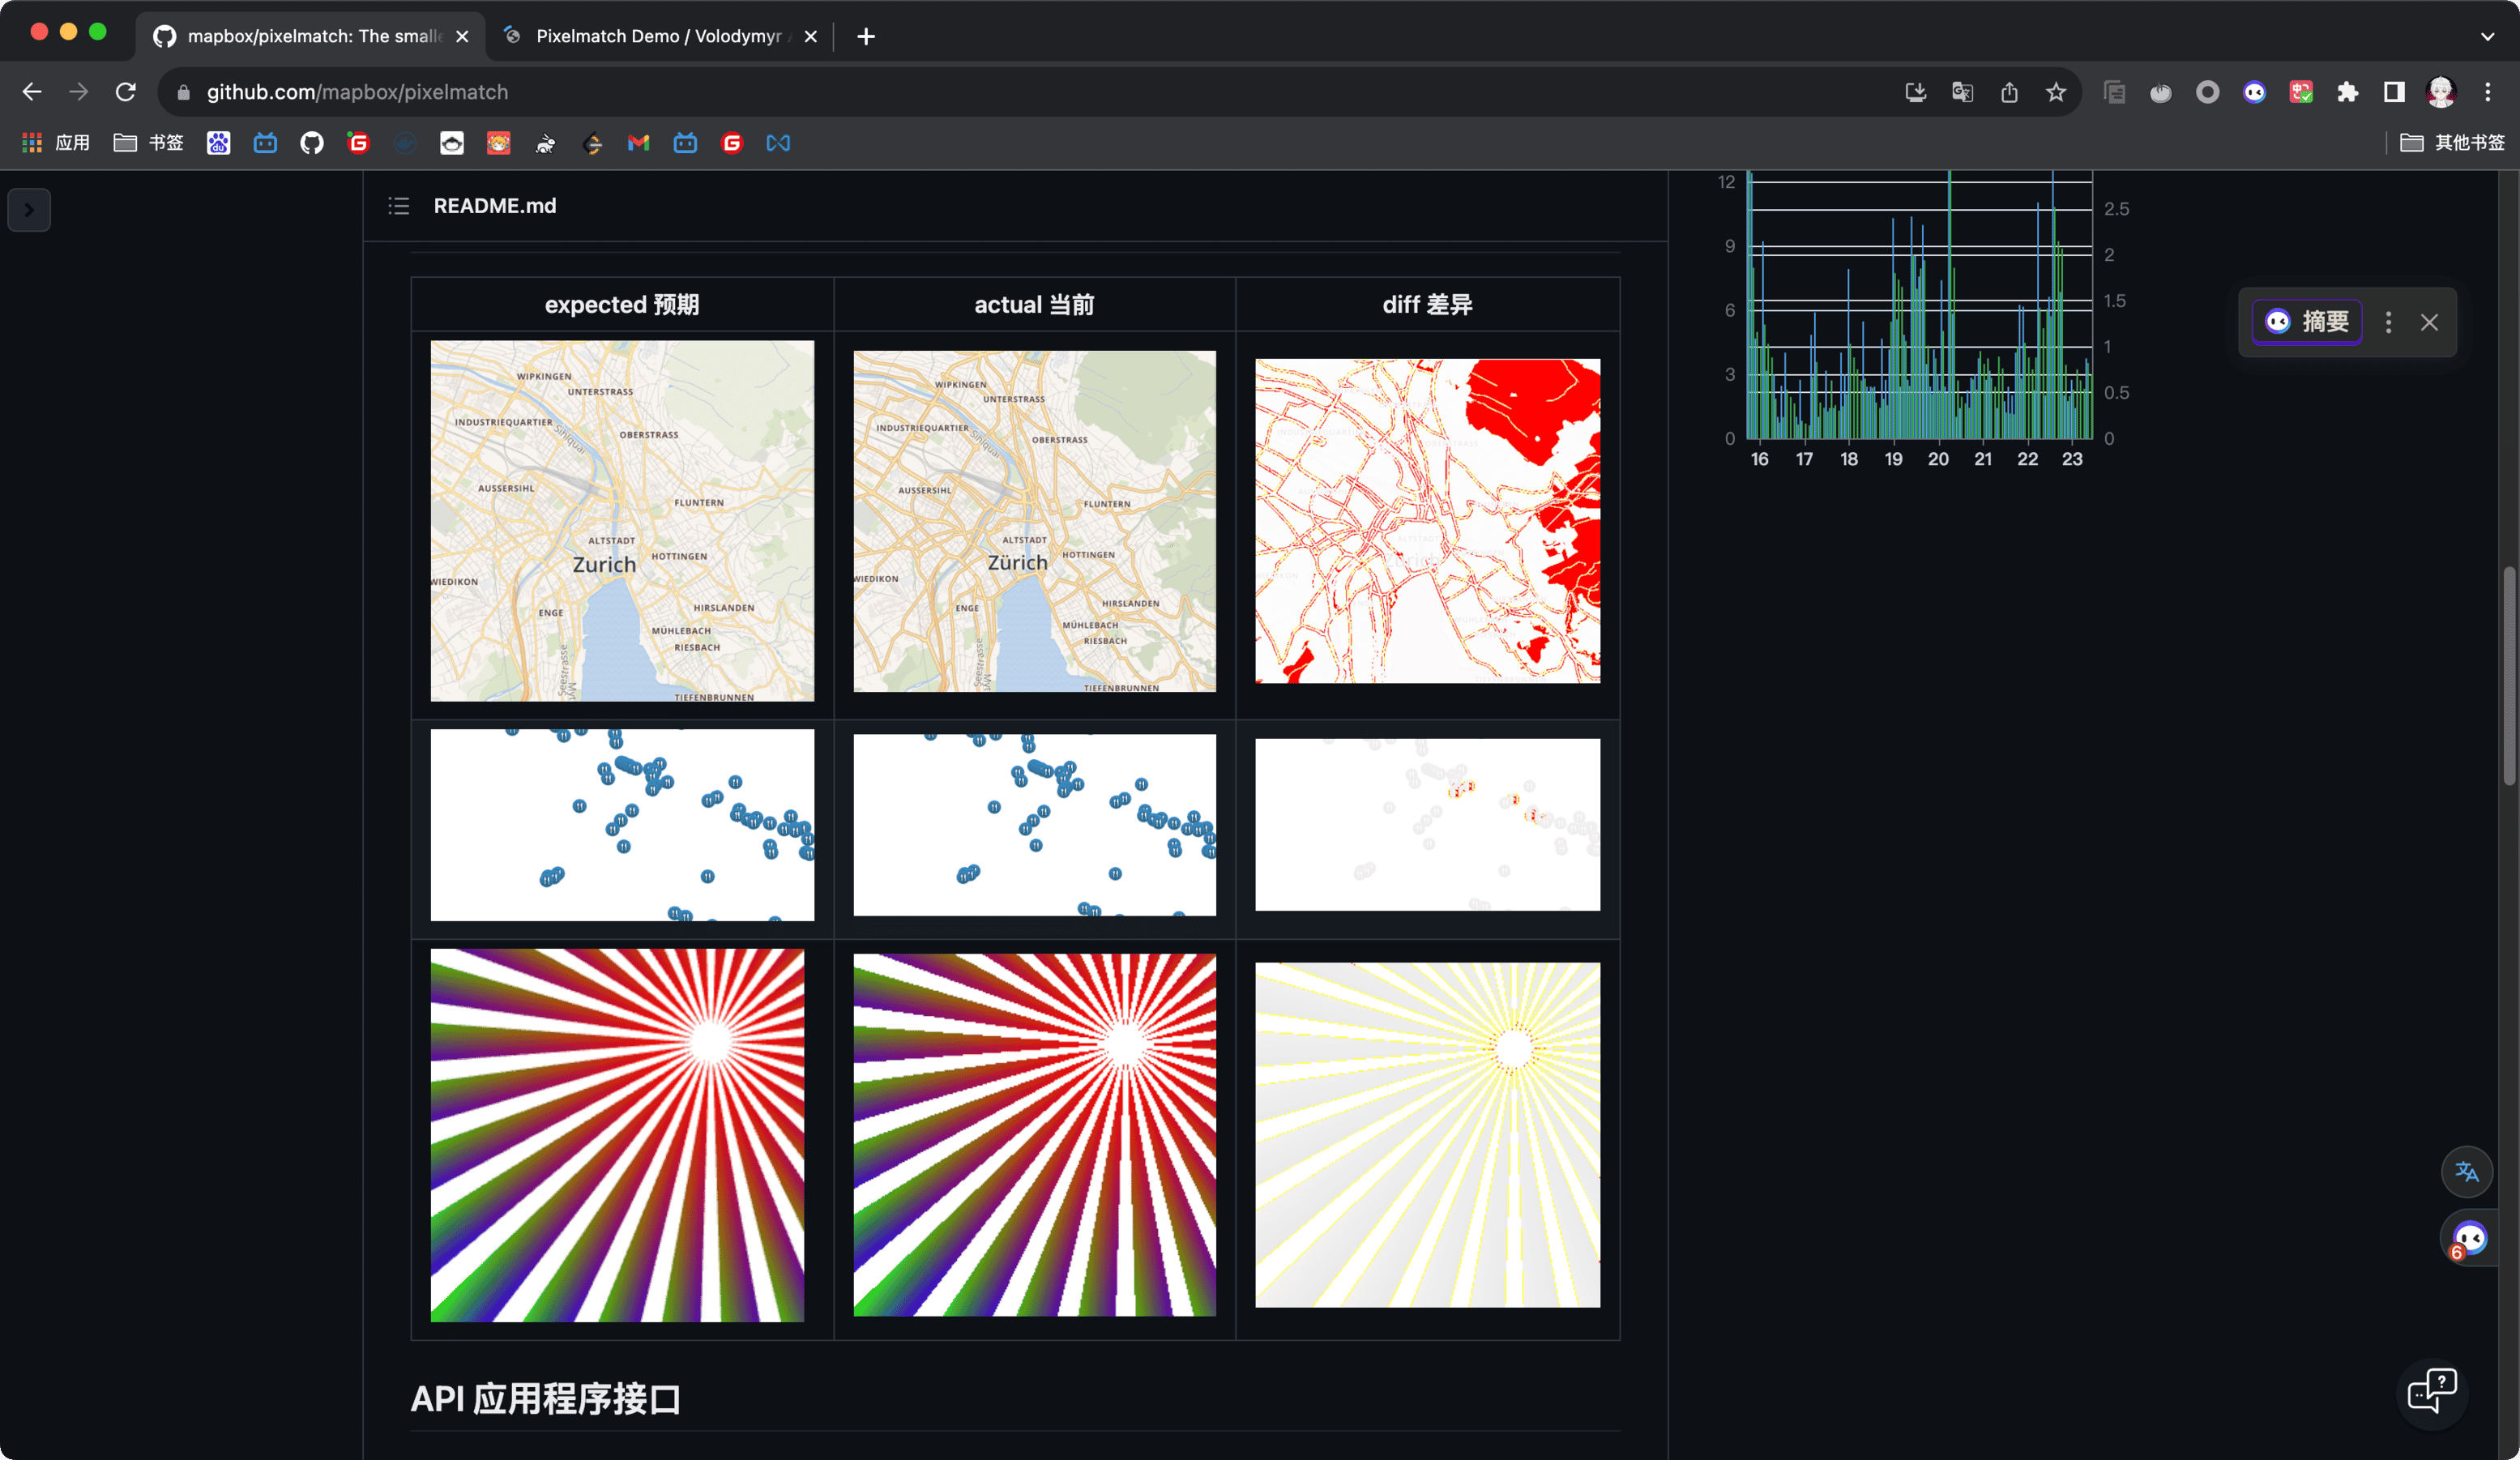 mapbox/pixelmatch: The smalle
Pixelmatch Demo / Volodymyr
github.com/mapbox/pixelmatch
应用
书签
其他书签
README.md
expected 预期
actual 当前
diff 差异
WIPKINGEN
UNTERSTRASS
INDUSTRIEQUARTIER
Sihlquai
OBERSTRASS
AUSSERSIHL
FLUNTERN
ALTSTADT
HOTTINGEN
Zurich
WIEDIKON
ENGE
HIRSLANDEN
MÜHLEBACH
RIESBACH
Seestrasse
TIEFENBRUNNEN
WIPKINGEN
UNTERSTRASS
INDUSTRIEQUARTIER
Sihlquai
OBERSTRASS
AUSSERSIHL
FLUNTERN
ALTSTADT
HOTTINGEN
Zürich
WIEDIKON
ENGE
HIRSLANDEN
MÜHLEBACH
RIESBACH
Seestrasse
TIEFENBRUNNEN
API 应用程序接口
12
9
6
3
0
2.5
2
1.5
1
0.5
0
16 17 18 19 20 21 22 23
摘要
6